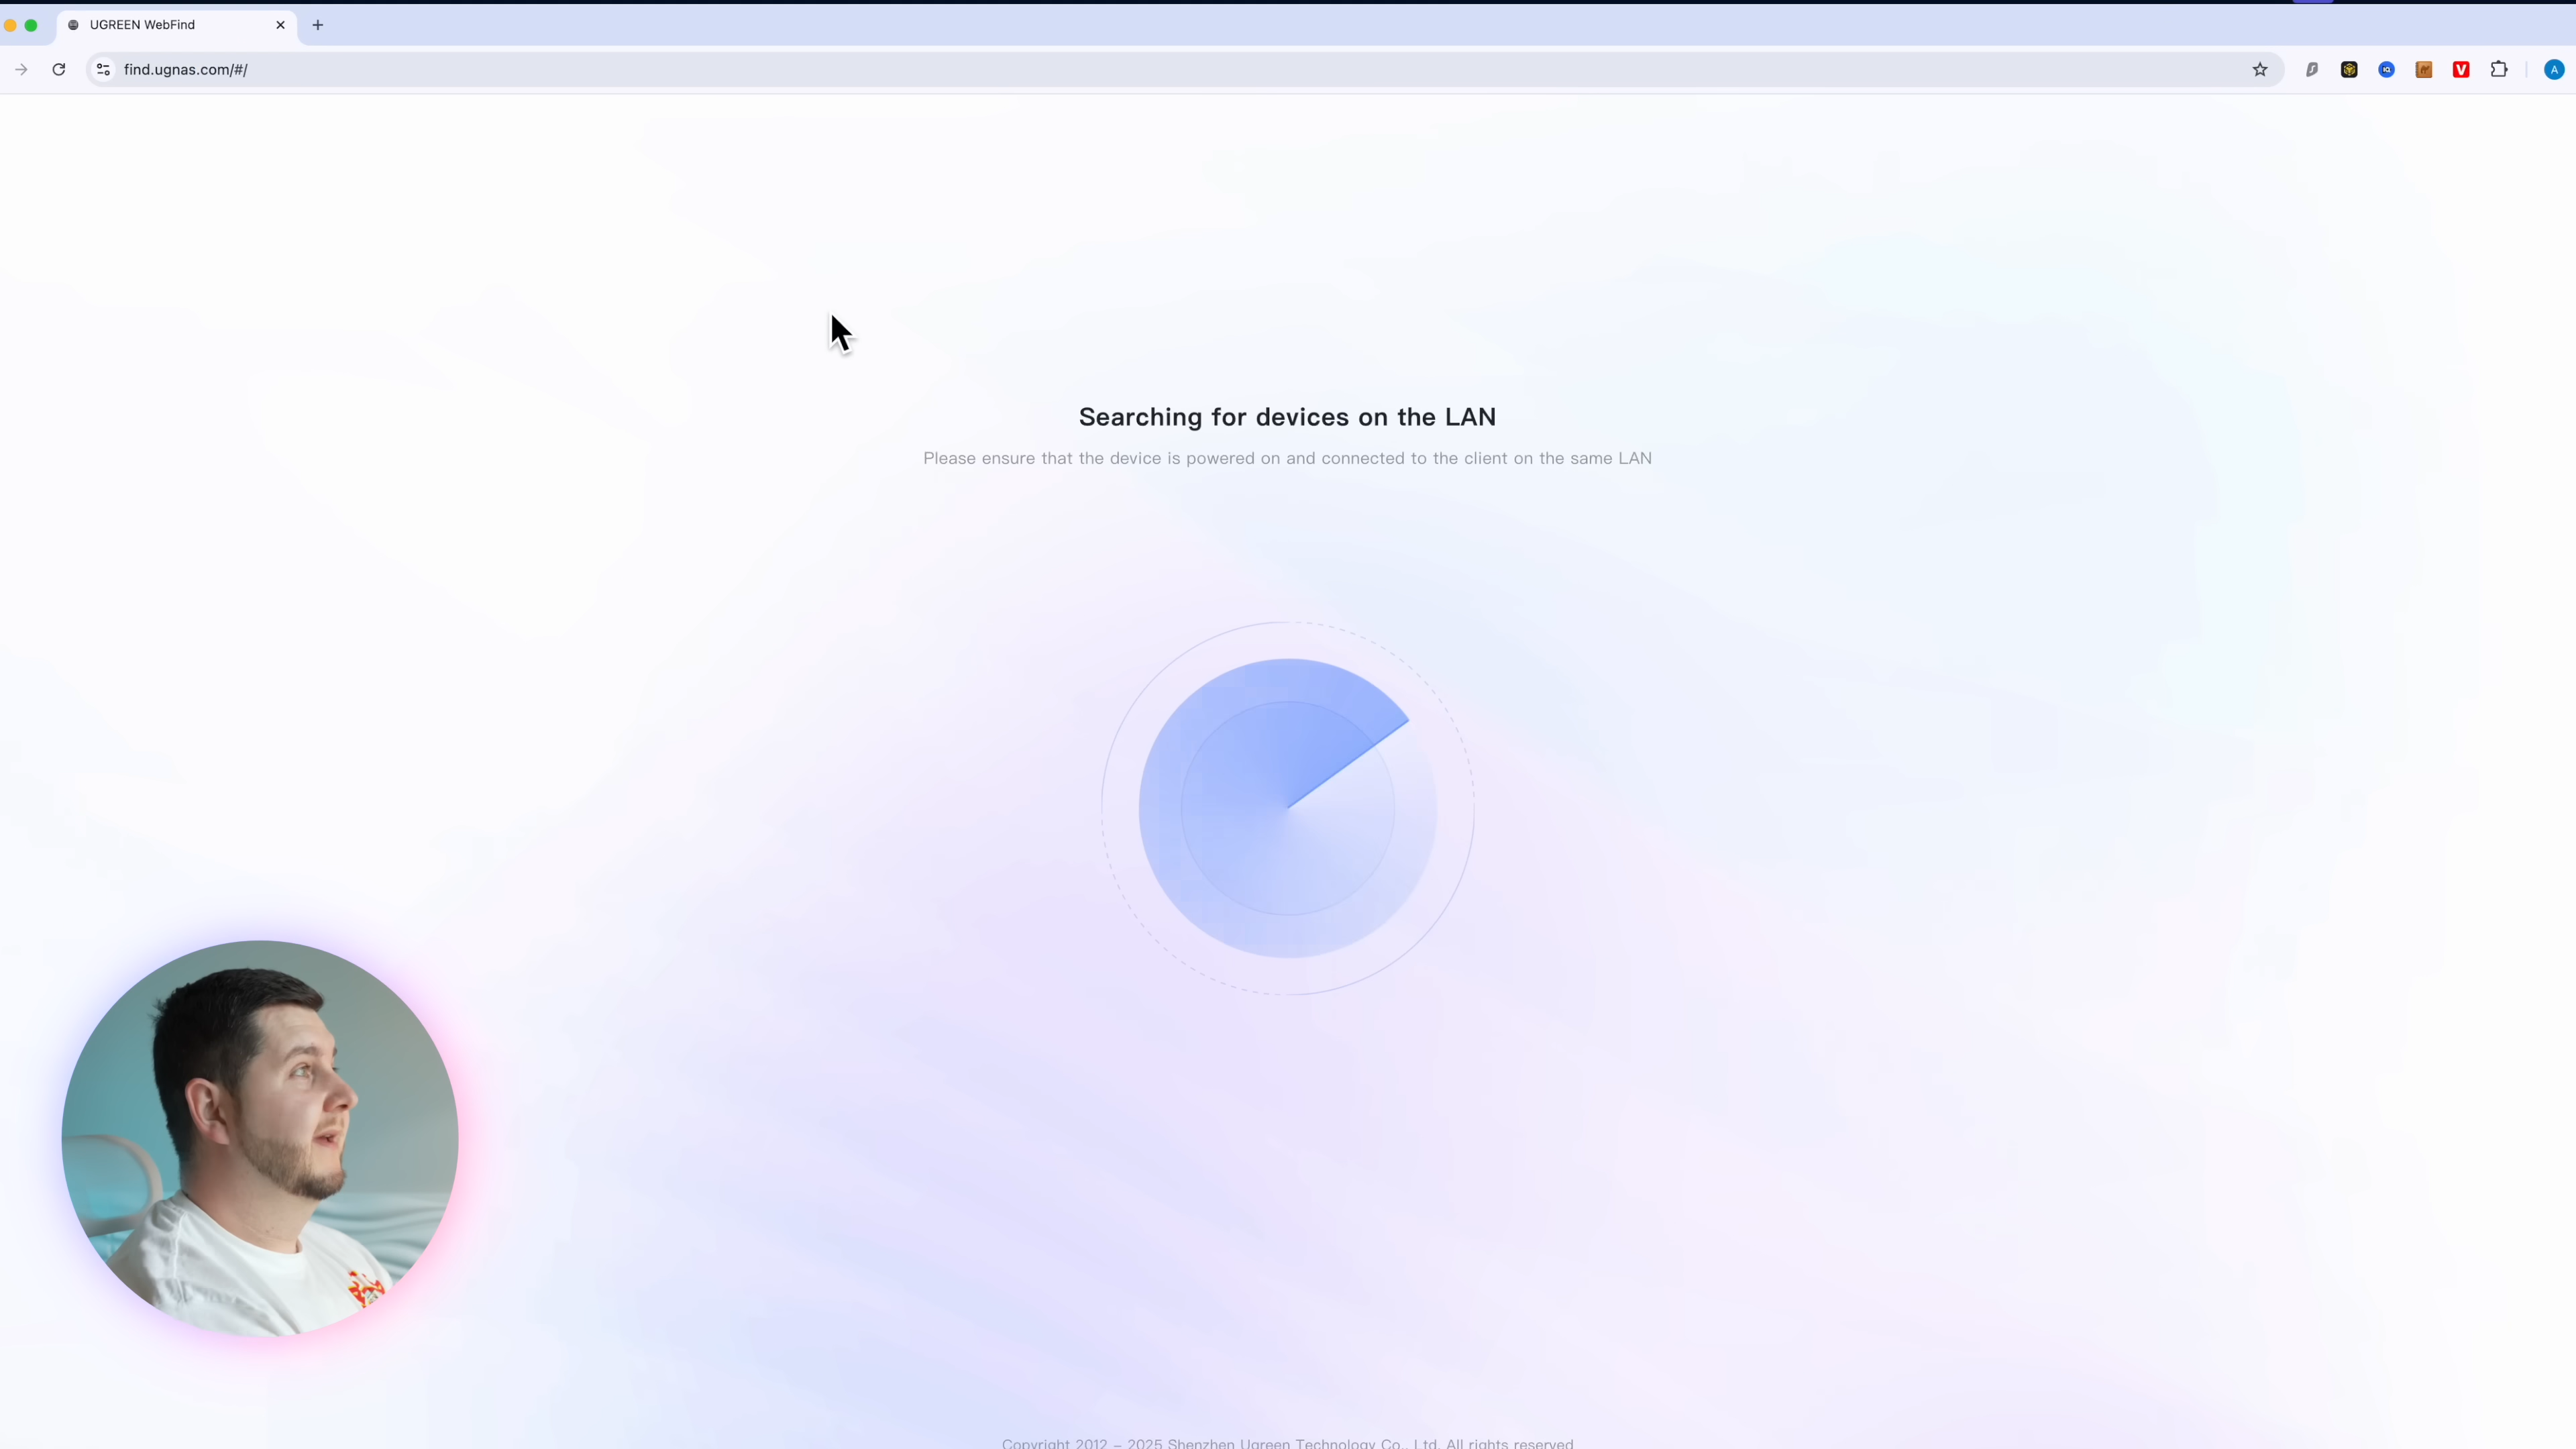 UGREEN WebFind
find.ugnas.com/#/
A
Searching for devices on the LAN
Please ensure that the device is powered on and connected to the client on the same LAN
Copyright 2012 – 2025 Shenzhen Ugreen Technology Co., Ltd. All rights reserved